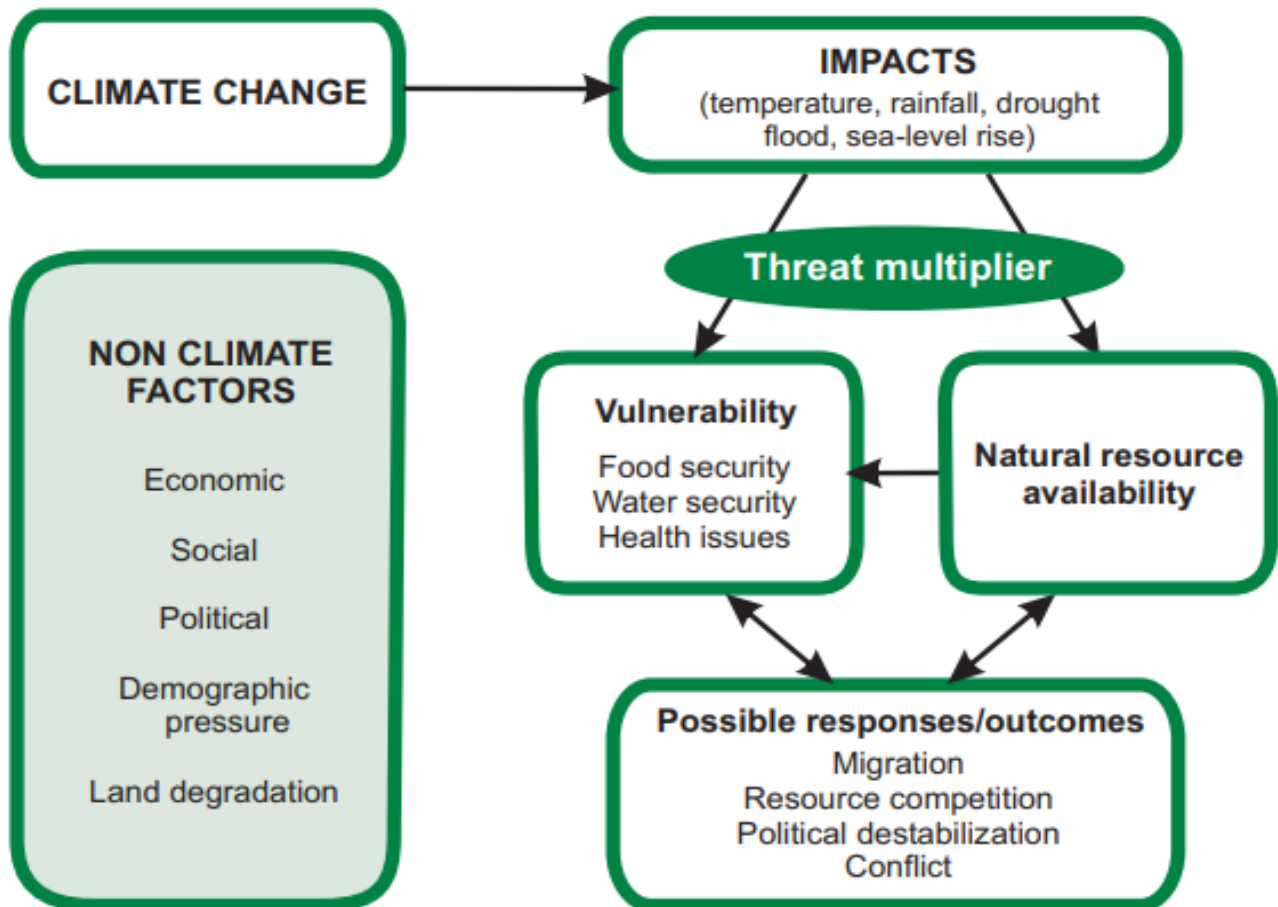 CLIMATE CHANGE
IMPACTS
(temperature, rainfall, drought
flood, sea-level rise)
Threat multiplier
NON CLIMATE
FACTORS
Economic
Social
Political
Demographic
pressure
Land degradation
Vulnerability
Food security
Water security
Health issues
Natural resource
availability
Possible responses/outcomes
Migration
Resource competition
Political destabilization
Conflict